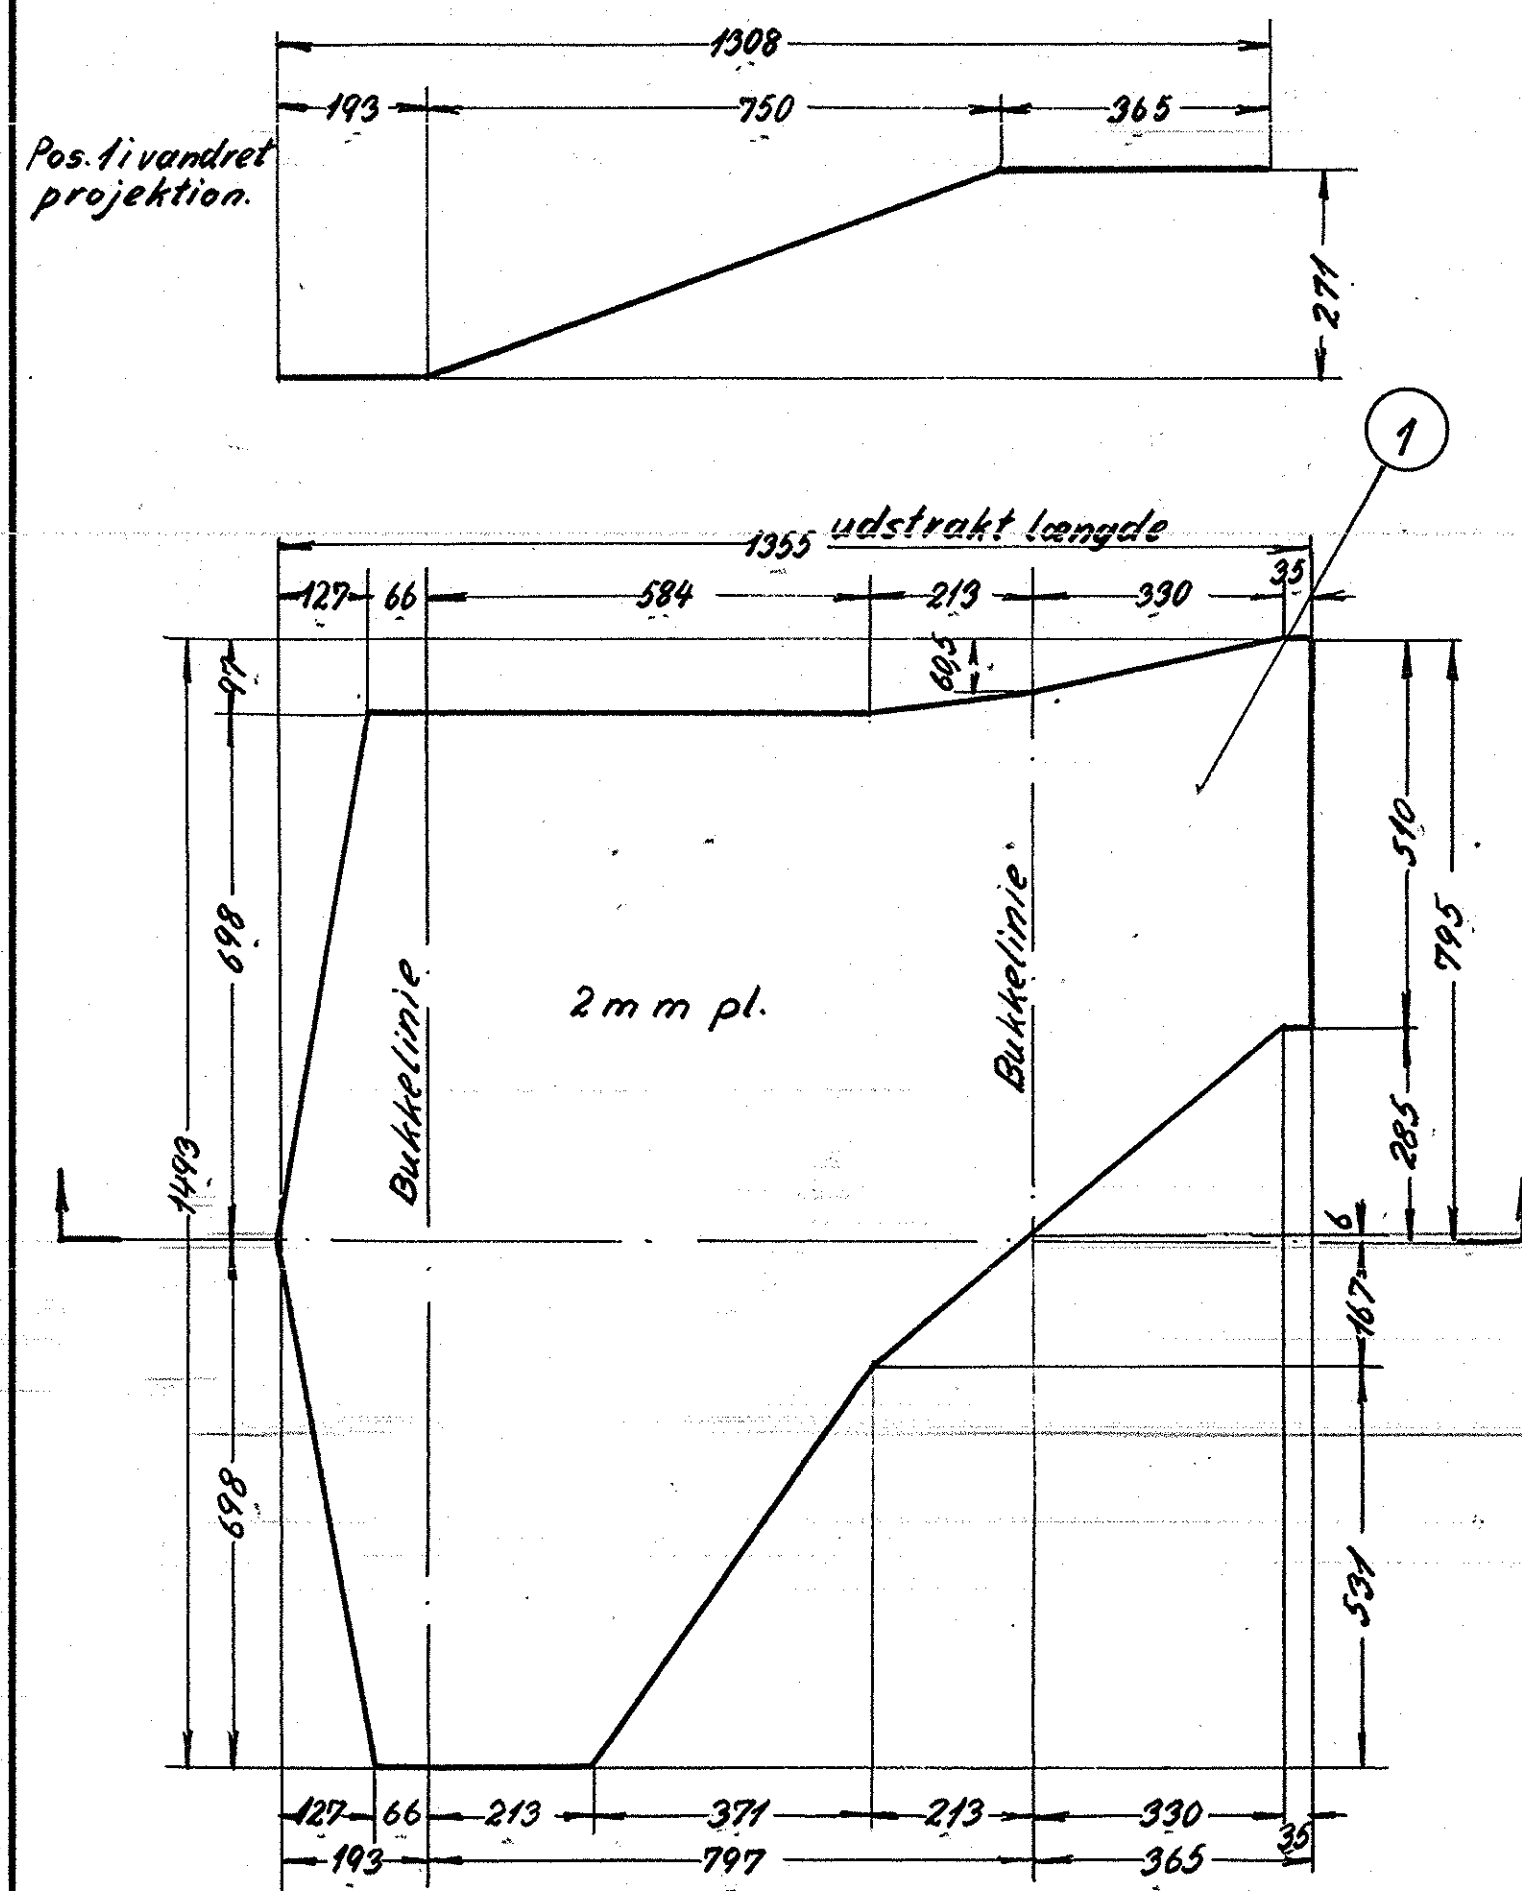 1308
193 750 365
Pos. 1 i vandret
projektion.
271
1
1355 udstrakt længde
127 66 584 213 330 35
97
60,5
698
510
795
Bukkelinie
Bukkelinie
2 mm pl.
1493
285
6
167
698
531
127 66 213 371 213 330 35
193 797 365